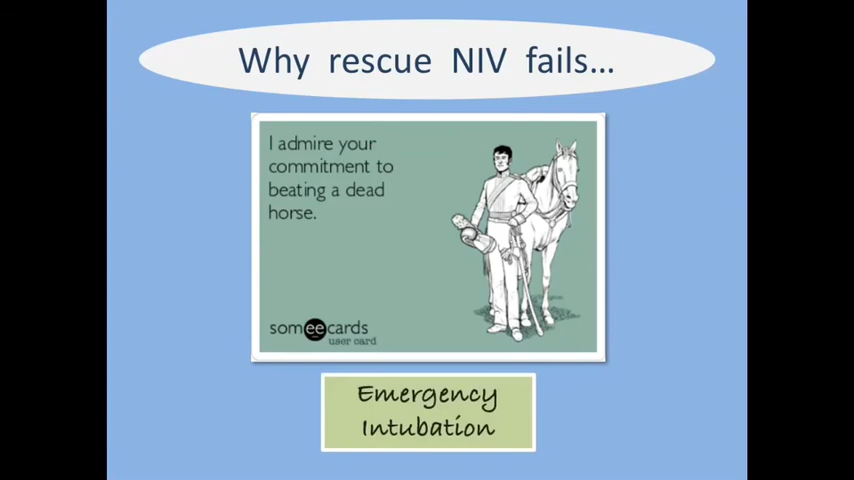 Why rescue NIV fails...
I admire your
commitment to
beating a dead
horse.
someecards
user card
Emergency
Intubation